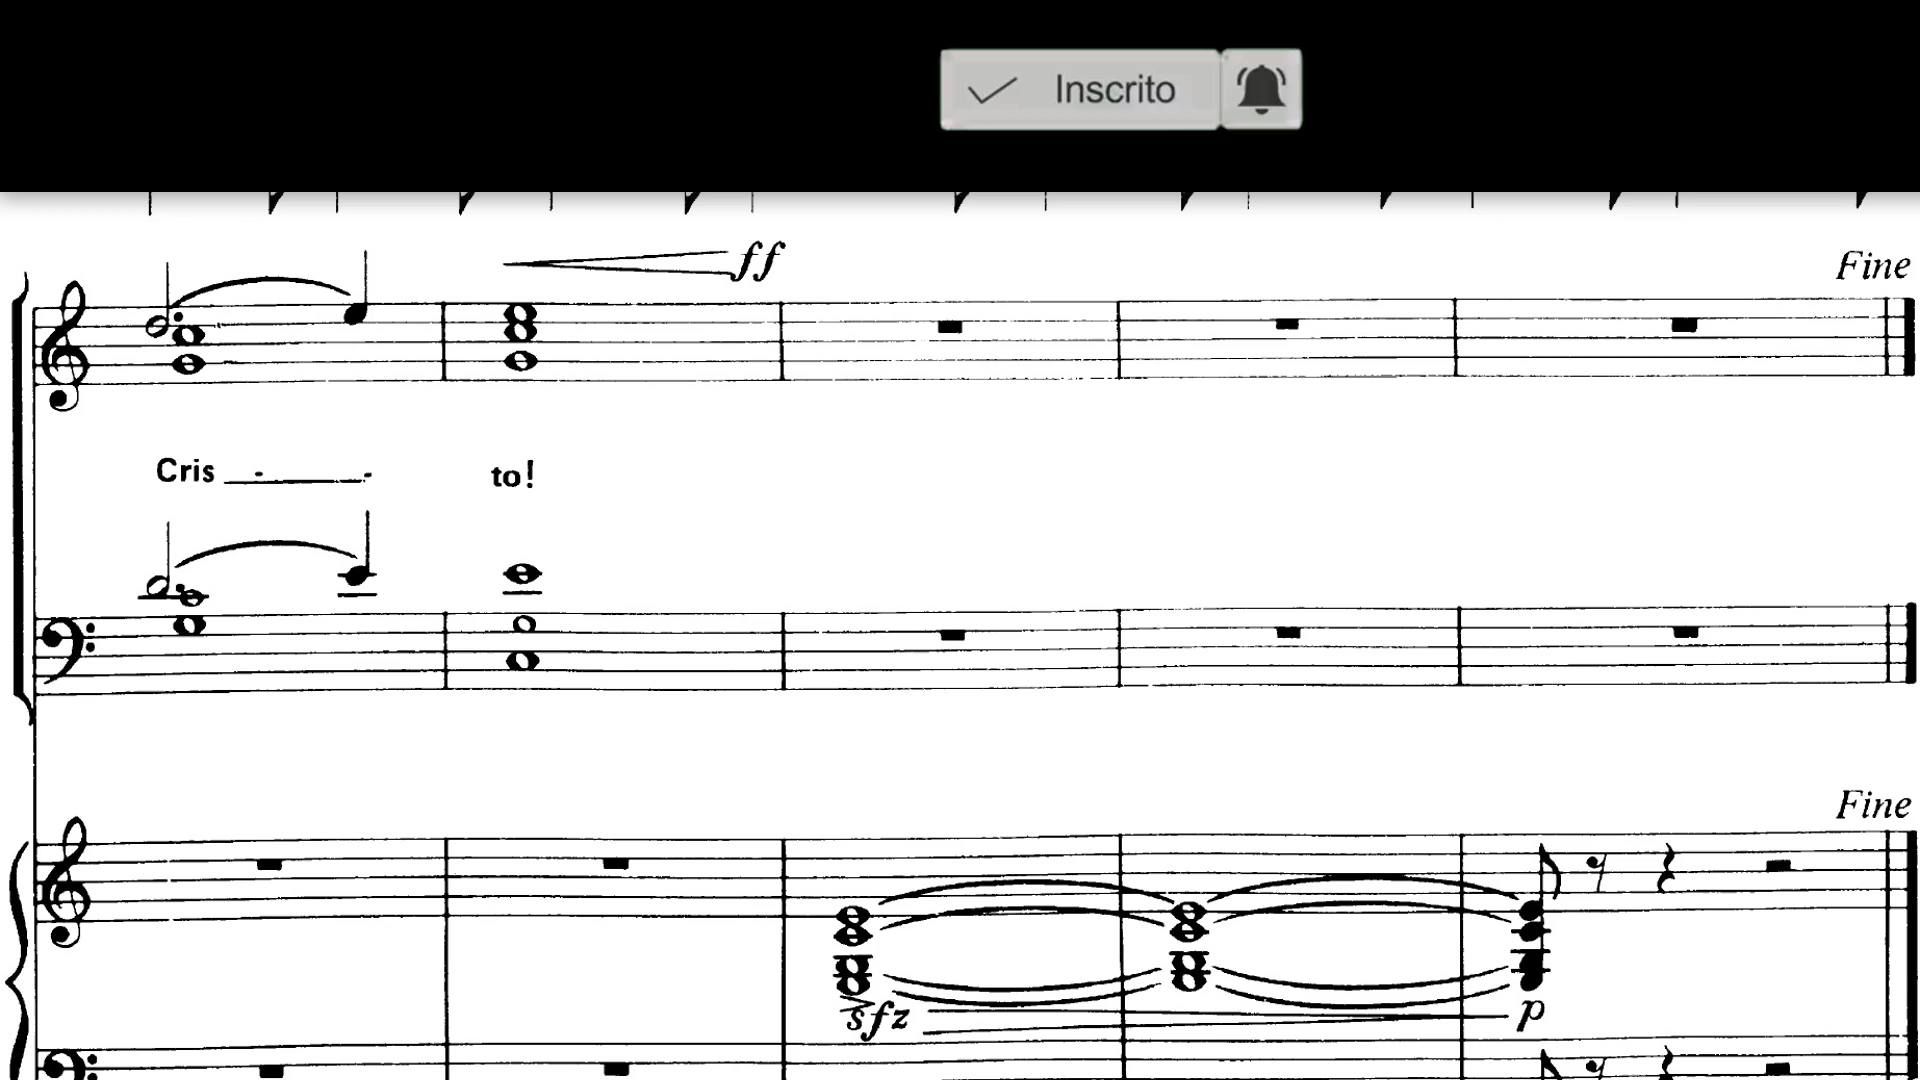 Inscrito
ff
Fine
Cris - - to!
Fine
sfz p